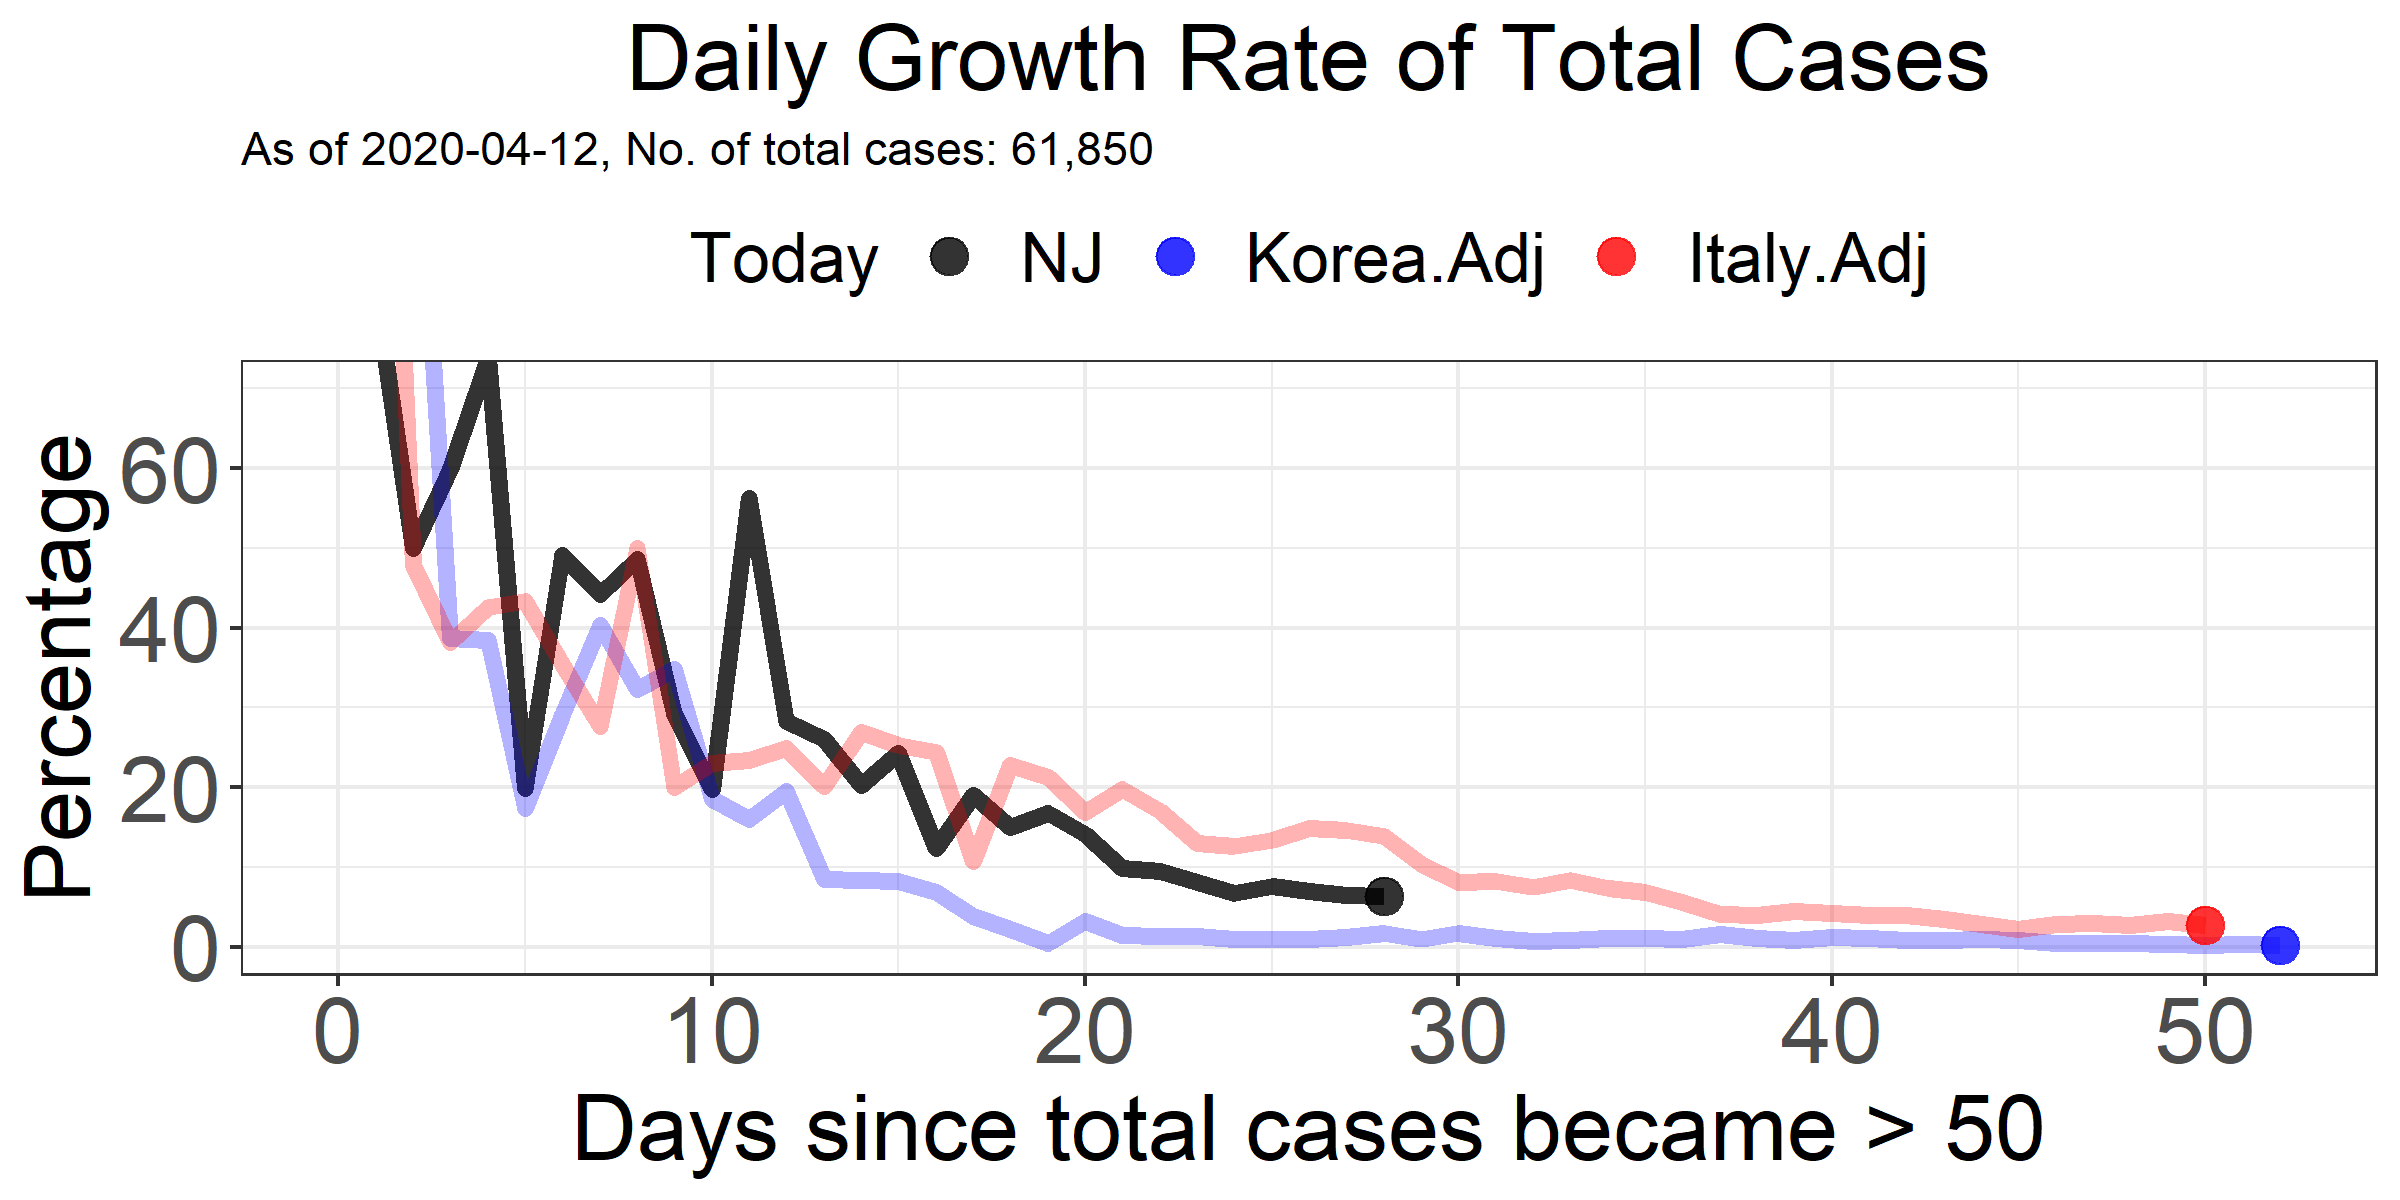 Daily Growth Rate of Total Cases
As of 2020-04-12, No. of total cases: 61,850
Today NJ Korea.Adj Italy.Adj
Percentage
60
40
20
0
0 10 20 30 40 50
Days since total cases became > 50